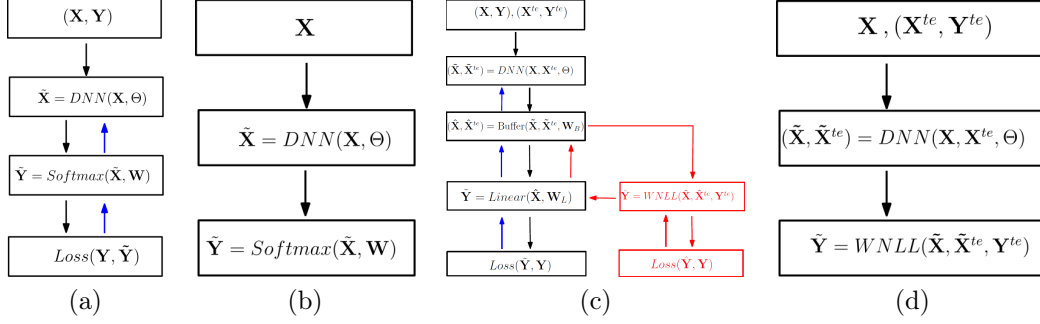 (X, Y)
X̃ = DNN(X, Θ)
Ỹ = Softmax(X̃, W)
Loss(Y, Ỹ)
(a)
X
X̃ = DNN(X, Θ)
Ỹ = Softmax(X̃, W)
(b)
(X, Y), (X^te, Y^te)
(X̃, X̃^te) = DNN(X, X^te, Θ)
(X̂, X̂^te) = Buffer(X̃, X̃^te, W_B)
Ỹ = Linear(X̂, W_L)
Ŷ = WNLL(X̂, X̂^te, Y^te)
Loss(Ỹ, Y)
Loss(Ŷ, Y)
(c)
X , (X^te, Y^te)
(X̃, X̃^te) = DNN(X, X^te, Θ)
Ỹ = WNLL(X̃, X̃^te, Y^te)
(d)